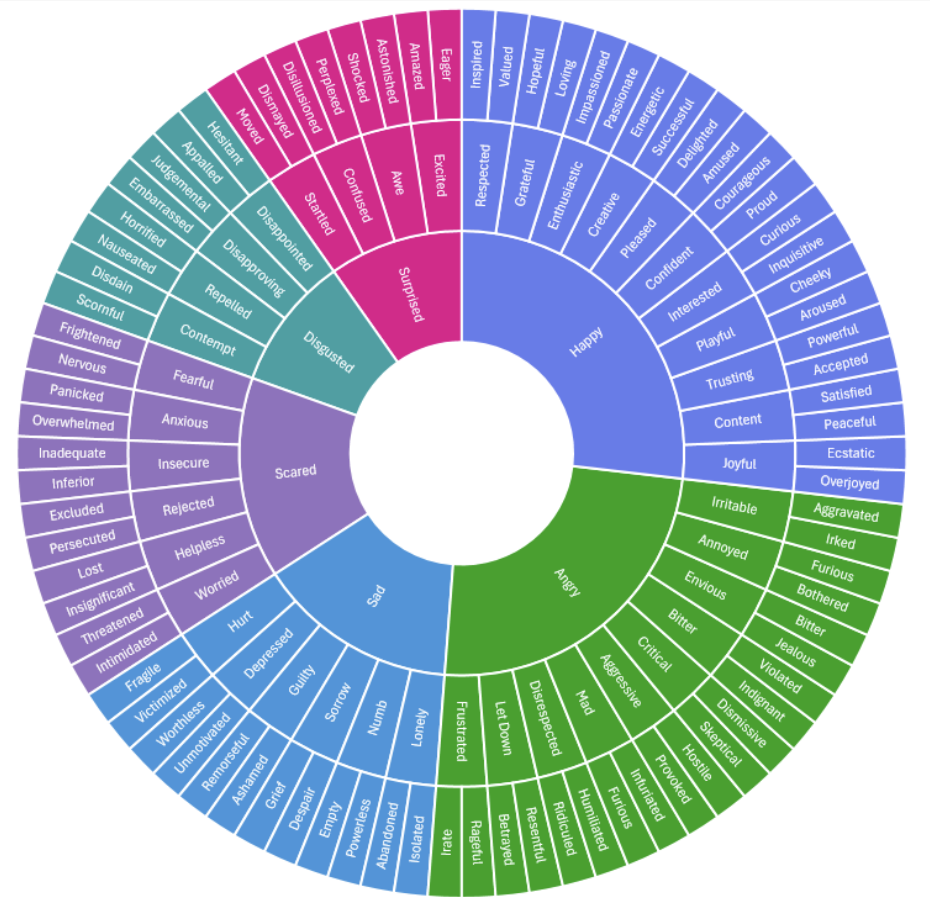 Happy
Respected
Inspired
Valued
Grateful
Hopeful
Loving
Enthusiastic
Impassioned
Passionate
Creative
Energetic
Successful
Pleased
Delighted
Amused
Confident
Courageous
Proud
Interested
Curious
Inquisitive
Playful
Cheeky
Aroused
Trusting
Powerful
Accepted
Content
Satisfied
Peaceful
Joyful
Ecstatic
Overjoyed
Angry
Irritable
Aggravated
Irked
Annoyed
Furious
Bothered
Envious
Bitter
Jealous
Bitter
Violated
Indignant
Critical
Dismissive
Skeptical
Aggressive
Hostile
Provoked
Mad
Infuriated
Furious
Disrespected
Humiliated
Ridiculed
Let Down
Resentful
Betrayed
Frustrated
Rageful
Irate
Sad
Lonely
Isolated
Abandoned
Numb
Powerless
Empty
Sorrow
Despair
Grief
Guilty
Ashamed
Remorseful
Depressed
Unmotivated
Worthless
Hurt
Victimized
Fragile
Scared
Worried
Intimidated
Threatened
Helpless
Insignificant
Lost
Rejected
Persecuted
Excluded
Insecure
Inferior
Inadequate
Anxious
Overwhelmed
Panicked
Fearful
Nervous
Frightened
Disgusted
Contempt
Scornful
Disdain
Repelled
Nauseated
Horrified
Disapproving
Embarrassed
Judgemental
Disappointed
Appalled
Hesitant
Surprised
Startled
Moved
Dismayed
Confused
Disillusioned
Perplexed
Awe
Shocked
Astonished
Excited
Amazed
Eager